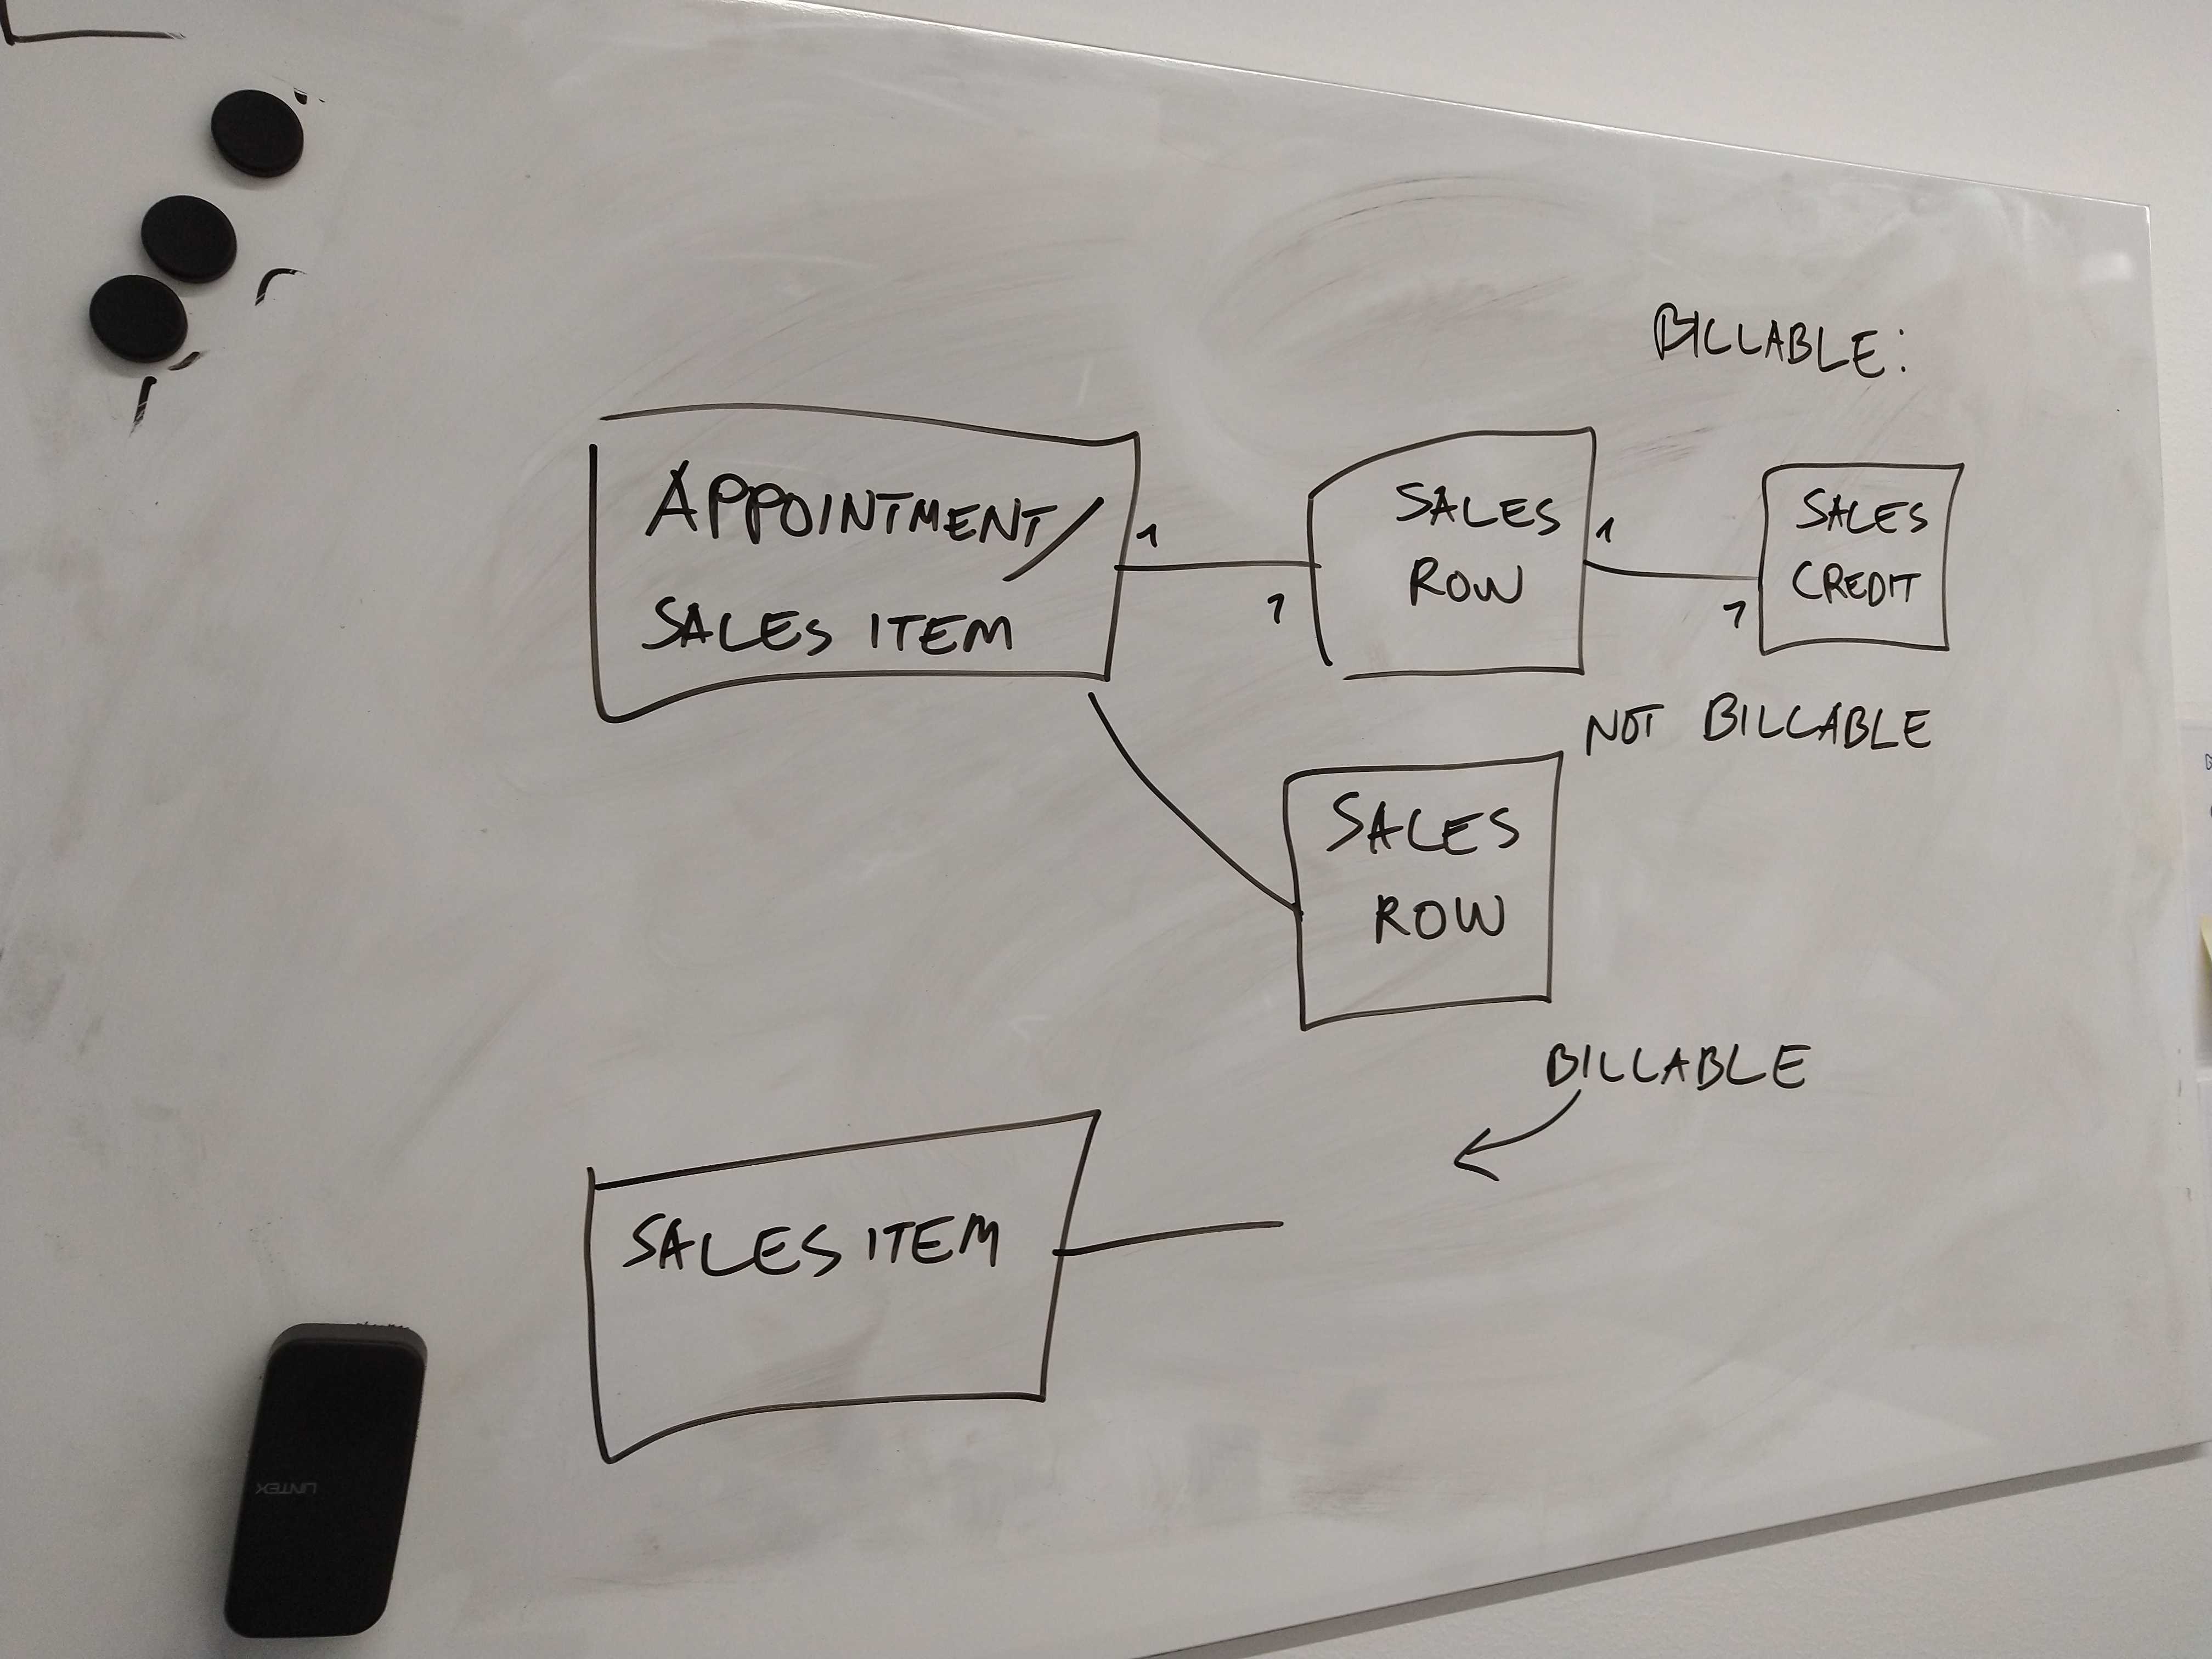 BILLABLE:
APPOINTMENT/
SALES ITEM
1
1
SALES
ROW
1
1
SALES
CREDIT
NOT BILLABLE
SALES
ROW
BILLABLE
SALES ITEM
LINTEX